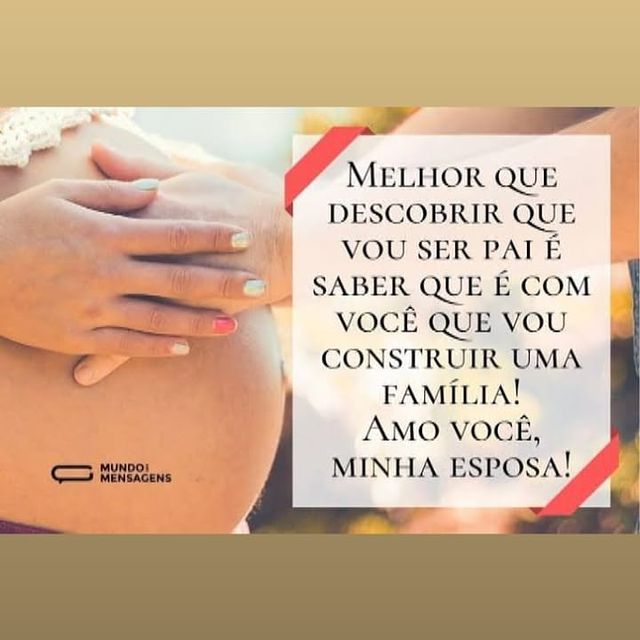 MELHOR QUE
DESCOBRIR QUE
VOU SER PAI É
SABER QUE É COM
VOCÊ QUE VOU
CONSTRUIR UMA
FAMÍLIA!
AMO VOCÊ,
MINHA ESPOSA!
MUNDO DAS
MENSAGENS